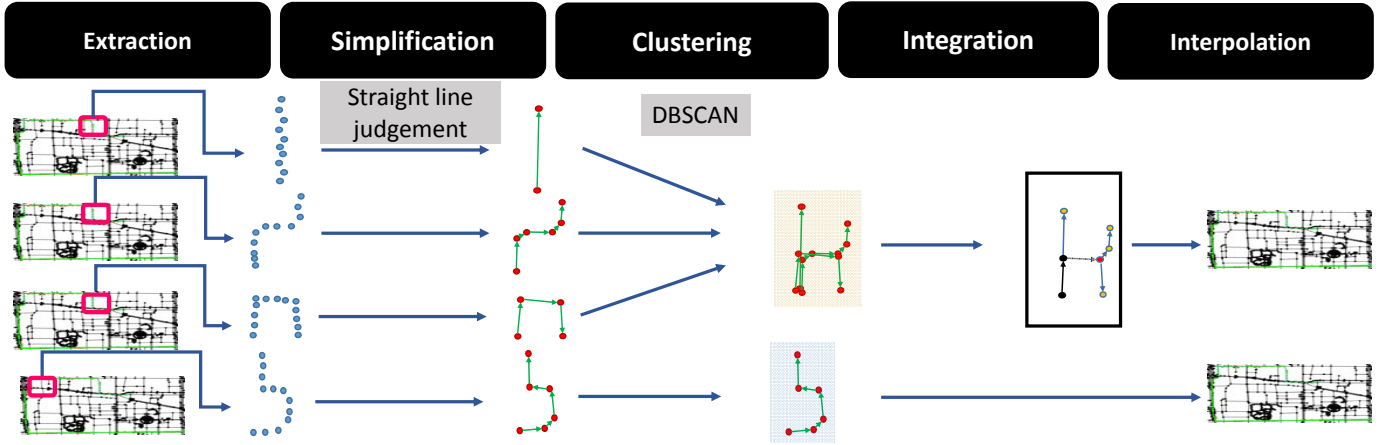 Extraction
Simplification
Clustering
Integration
Interpolation
Straight line
judgement
DBSCAN